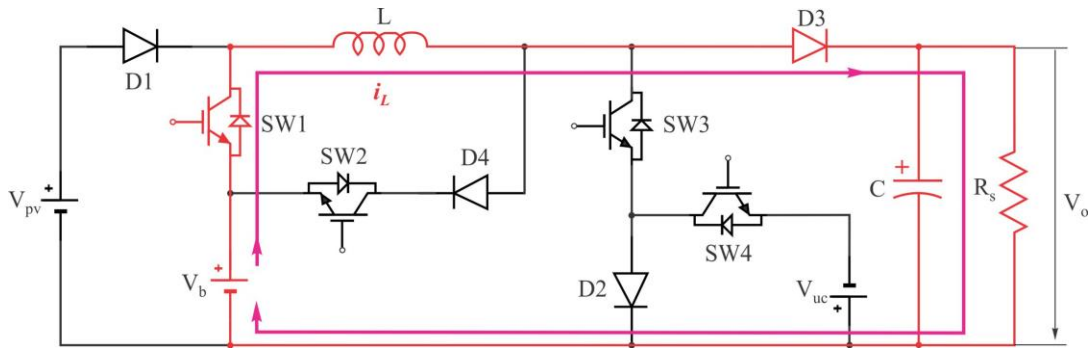 L
D3
D1
i_L
SW1
SW3
SW2
D4
V_pv
+
SW4
C
+
R_s
V_o
V_b
+
D2
V_uc
+